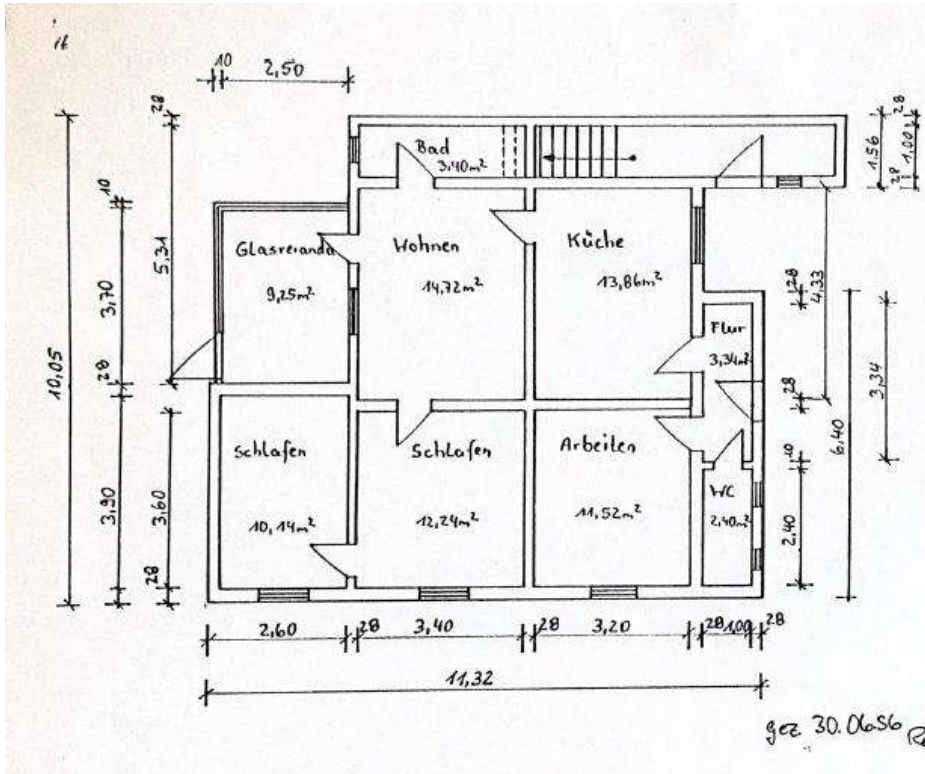 it
10
2,50
28
28
Bad
3,40m²
1,56
1,00
28
10
5,31
Glasveranda
9,25m²
Wohnen
14,72m²
Küche
13,86m²
3,70
28
4,33
Flur
3,34m²
10,05
28
28
3,34
6,40
Schlafen
10,14m²
Schlafen
12,24m²
Arbeiten
11,52m²
10
WC
2,40m²
3,90
3,60
2,40
28
2,60
28
3,40
28
3,20
28
1,00
28
11,32
gez. 30.06.56